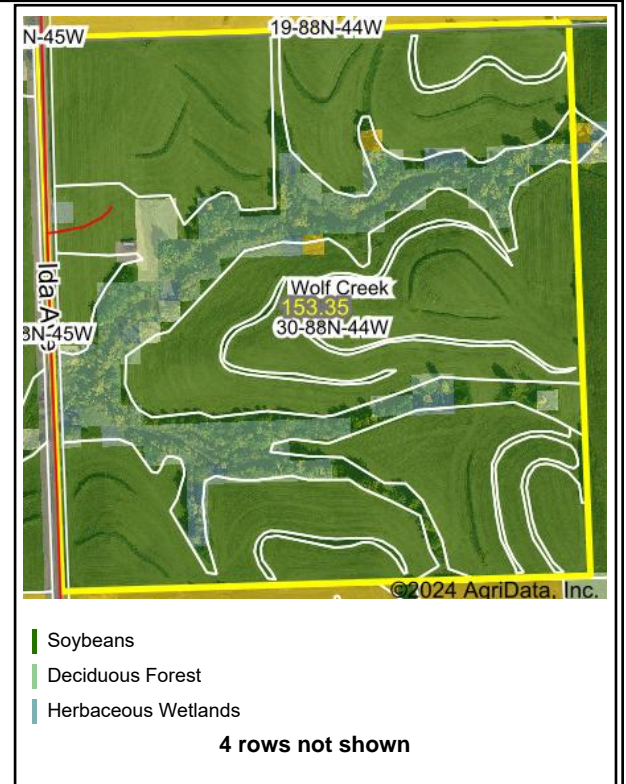 N-45W
19-88N-44W
Ida Ave
Wolf Creek
153.35
30-88N-44W
8N-45W
©2024 AgriData, Inc.
Soybeans
Deciduous Forest
Herbaceous Wetlands
4 rows not shown